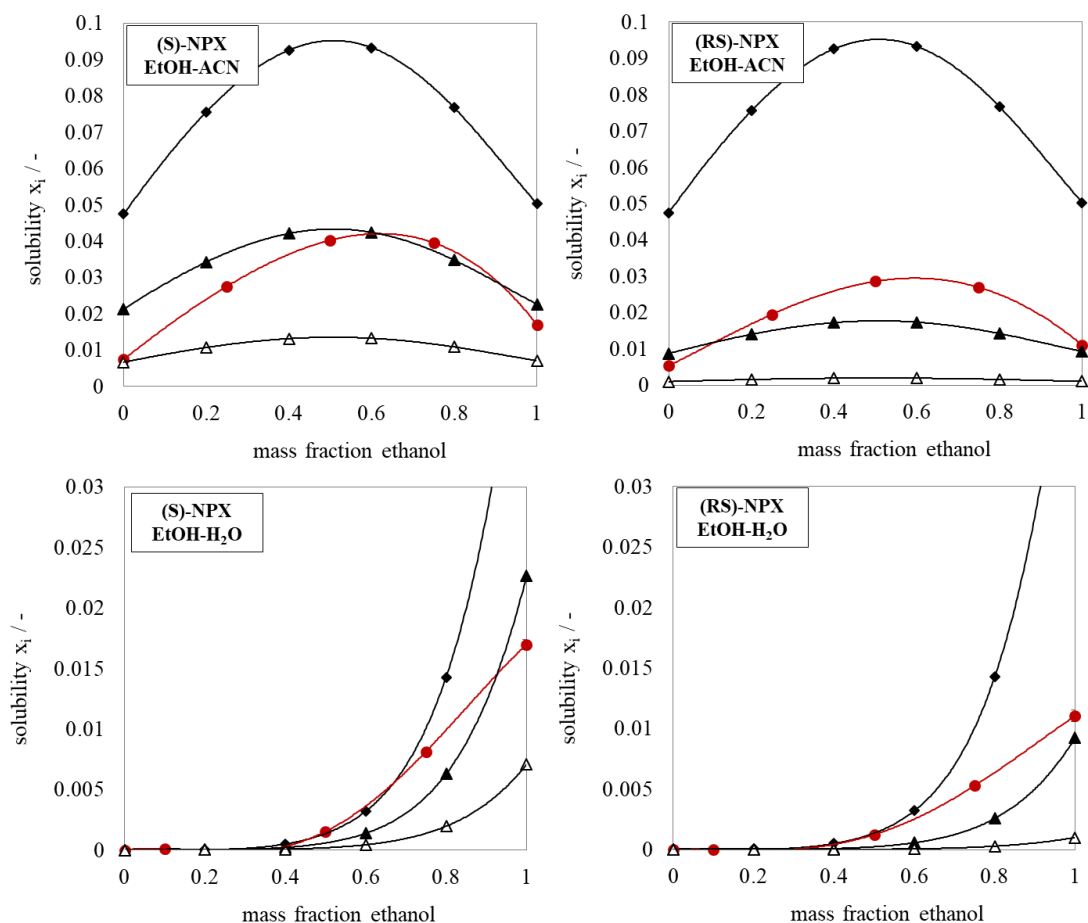 (S)-NPX
EtOH-ACN
solubility x_i / -
0.1
0.09
0.08
0.07
0.06
0.05
0.04
0.03
0.02
0.01
0
0 0.2 0.4 0.6 0.8 1
mass fraction ethanol
(RS)-NPX
EtOH-ACN
solubility x_i / -
0.1
0.09
0.08
0.07
0.06
0.05
0.04
0.03
0.02
0.01
0
0 0.2 0.4 0.6 0.8 1
mass fraction ethanol
(S)-NPX
EtOH-H₂O
solubility x_i / -
0.03
0.025
0.02
0.015
0.01
0.005
0
0 0.2 0.4 0.6 0.8 1
mass fraction ethanol
(RS)-NPX
EtOH-H₂O
solubility x_i / -
0.03
0.025
0.02
0.015
0.01
0.005
0
0 0.2 0.4 0.6 0.8 1
mass fraction ethanol